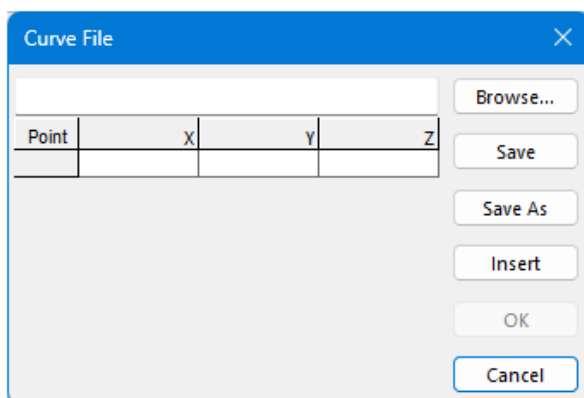 Curve File
Browse...
Point X Y Z
Save
Save As
Insert
OK
Cancel